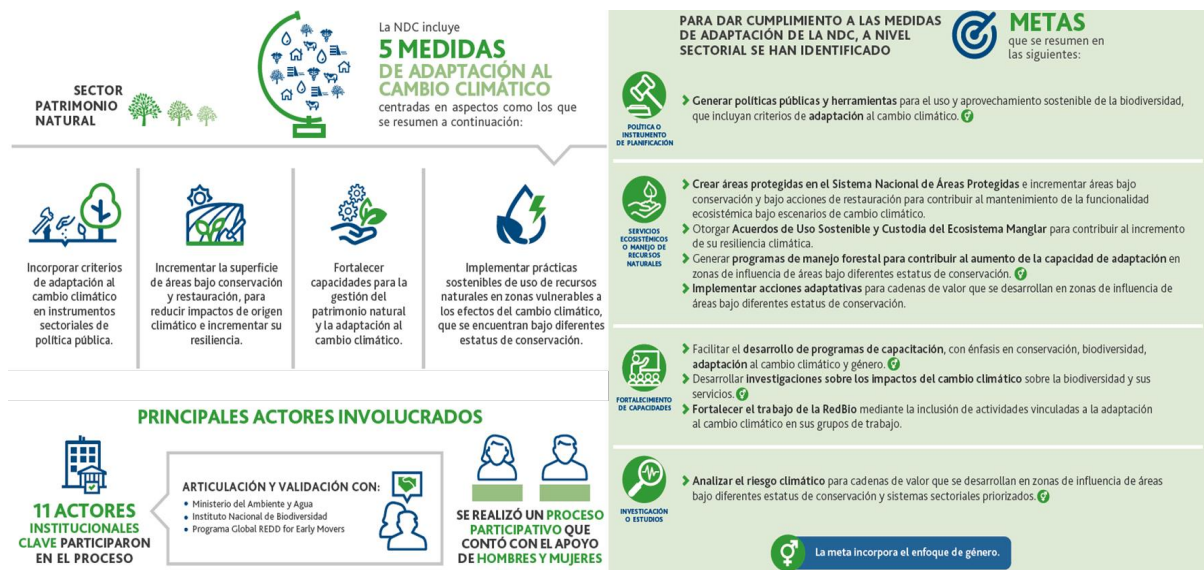 SECTOR
PATRIMONIO
NATURAL
La NDC incluye
5 MEDIDAS
DE ADAPTACIÓN AL
CAMBIO CLIMÁTICO
centradas en aspectos como los que
se resumen a continuación:
Incorporar criterios
de adaptación al
cambio climático
en instrumentos
sectoriales de
política pública.
Incrementar la superficie
de áreas bajo conservación
y restauración, para
reducir impactos de origen
climático e incrementar su
resiliencia.
Fortalecer
capacidades para la
gestión del
patrimonio natural
y la adaptación al
cambio climático.
Implementar prácticas
sostenibles de uso de recursos
naturales en zonas vulnerables a
los efectos del cambio climático,
que se encuentran bajo diferentes
estatus de conservación.
PRINCIPALES ACTORES INVOLUCRADOS
11 ACTORES
INSTITUCIONALES
CLAVE PARTICIPARON
EN EL PROCESO
ARTICULACIÓN Y VALIDACIÓN CON:
• Ministerio del Ambiente y Agua
• Instituto Nacional de Biodiversidad
• Programa Global REDD for Early Movers
SE REALIZÓ UN PROCESO
PARTICIPATIVO QUE
CONTÓ CON EL APOYO
DE HOMBRES Y MUJERES
PARA DAR CUMPLIMIENTO A LAS MEDIDAS
DE ADAPTACIÓN DE LA NDC, A NIVEL
SECTORIAL SE HAN IDENTIFICADO
METAS
que se resumen en
las siguientes:
POLÍTICA O
INSTRUMENTO
DE PLANIFICACIÓN
Generar políticas públicas y herramientas para el uso y aprovechamiento sostenible de la biodiversidad,
que incluyan criterios de adaptación al cambio climático.
SERVICIOS
ECOSISTÉMICOS
O MANEJO DE
RECURSOS
NATURALES
Crear áreas protegidas en el Sistema Nacional de Áreas Protegidas e incrementar áreas bajo
conservación y bajo acciones de restauración para contribuir al mantenimiento de la funcionalidad
ecosistémica bajo escenarios de cambio climático.
Otorgar Acuerdos de Uso Sostenible y Custodia del Ecosistema Manglar para contribuir al incremento
de su resiliencia climática.
Generar programas de manejo forestal para contribuir al aumento de la capacidad de adaptación en
zonas de influencia de áreas bajo diferentes estatus de conservación.
Implementar acciones adaptativas para cadenas de valor que se desarrollan en zonas de influencia de
áreas bajo diferentes estatus de conservación.
FORTALECIMIENTO
DE CAPACIDADES
Facilitar el desarrollo de programas de capacitación, con énfasis en conservación, biodiversidad,
adaptación al cambio climático y género.
Desarrollar investigaciones sobre los impactos del cambio climático sobre la biodiversidad y sus
servicios.
Fortalecer el trabajo de la RedBio mediante la inclusión de actividades vinculadas a la adaptación
al cambio climático en sus grupos de trabajo.
INVESTIGACIÓN
O ESTUDIOS
Analizar el riesgo climático para cadenas de valor que se desarrollan en zonas de influencia de áreas
bajo diferentes estatus de conservación y sistemas sectoriales priorizados.
La meta incorpora el enfoque de género.